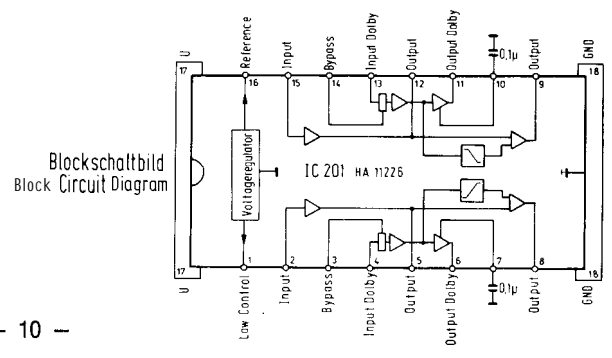 U
17
Reference
16
Input
15
Bypass
14
Input Dolby
13
Output
12
Output Dolby
11
0,1µ
10
Output
9
GND
18
Blockschaltbild
Block Circuit Diagram
Voltageregulator
IC 201 HA 11226
17
U
1
Law Control
2
Input
3
Bypass
4
Input Dolby
5
Output
6
Output Dolby
7
0,1µ
8
Output
18
GND
- 10 -